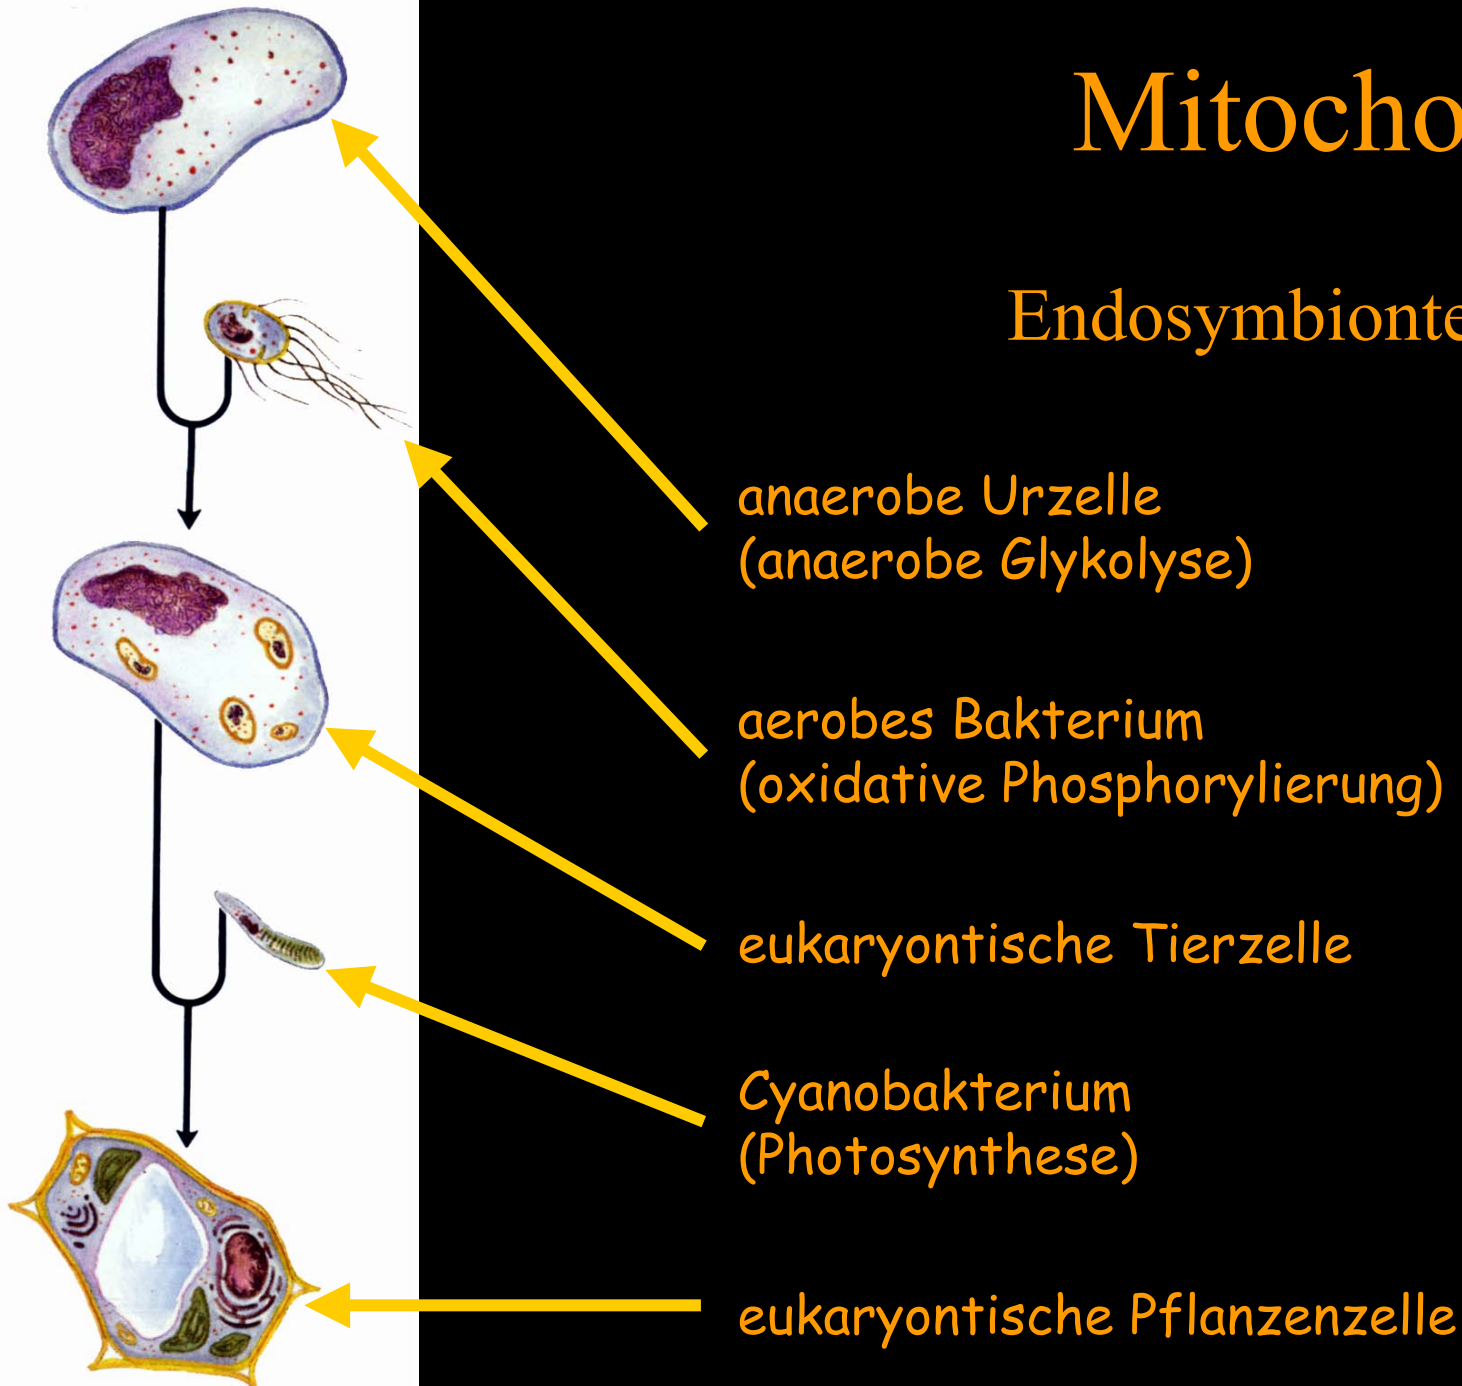 Mitocho
Endosymbionte
anaerobe Urzelle
(anaerobe Glykolyse)
aerobes Bakterium
(oxidative Phosphorylierung)
eukaryontische Tierzelle
Cyanobakterium
(Photosynthese)
eukaryontische Pflanzenzelle